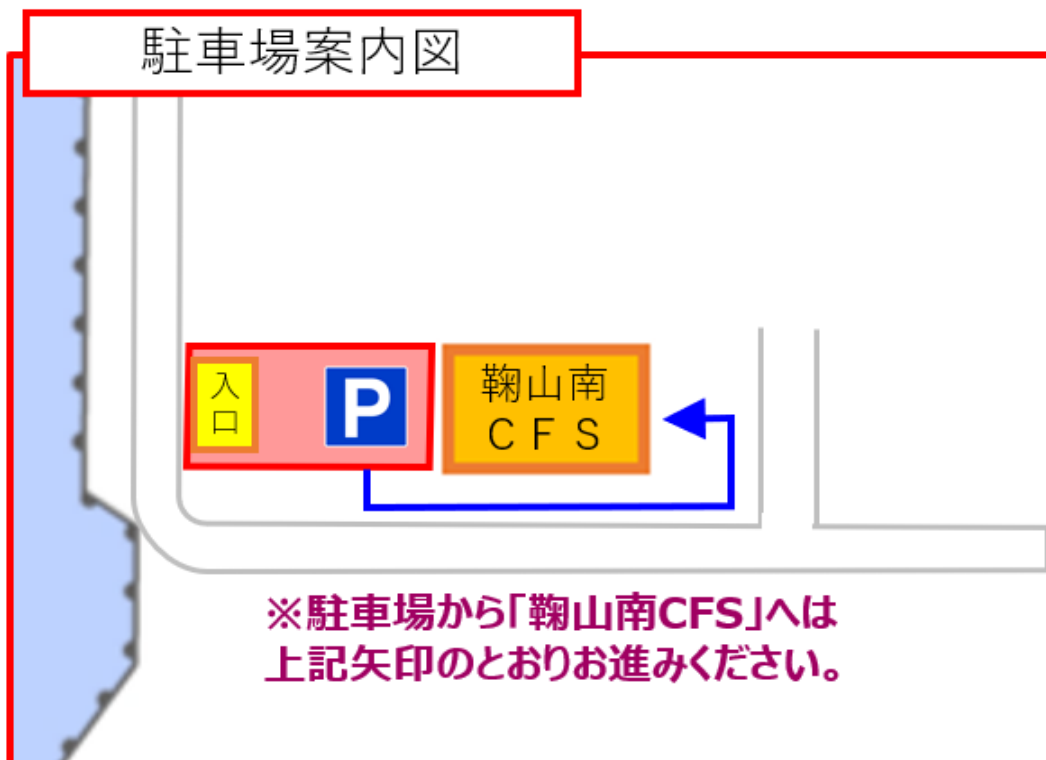 駐車場案内図
入
口
P
鞠山南
ＣＦＳ
※駐車場から「鞠山南CFS」へは
上記矢印のとおりお進みください。